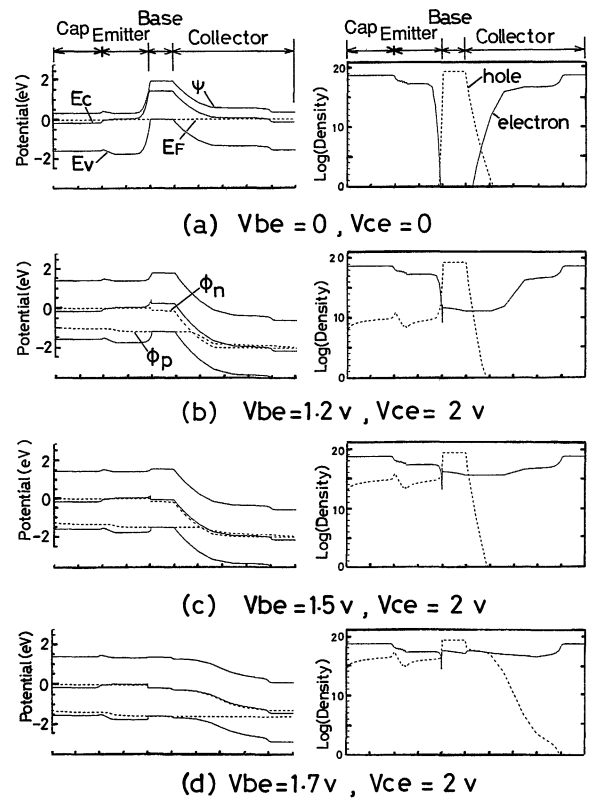 Cap Emitter Base Collector
Base
Cap Emitter Collector
Potential(eV)
2
0
-2
Ec
Ev
Ψ
EF
Log(Density)
20
10
0
hole
electron
(a) Vbe = 0 , Vce = 0
Potential(eV)
2
0
-2
ϕn
ϕp
Log(Density)
20
10
0
(b) Vbe=1.2 v , Vce = 2 v
Potential(eV)
2
0
-2
Log(Density)
20
10
0
(c) Vbe=1.5 v , Vce = 2 v
Potential(eV)
2
0
-2
Log(Density)
20
10
0
(d) Vbe=1.7 v , Vce = 2 v